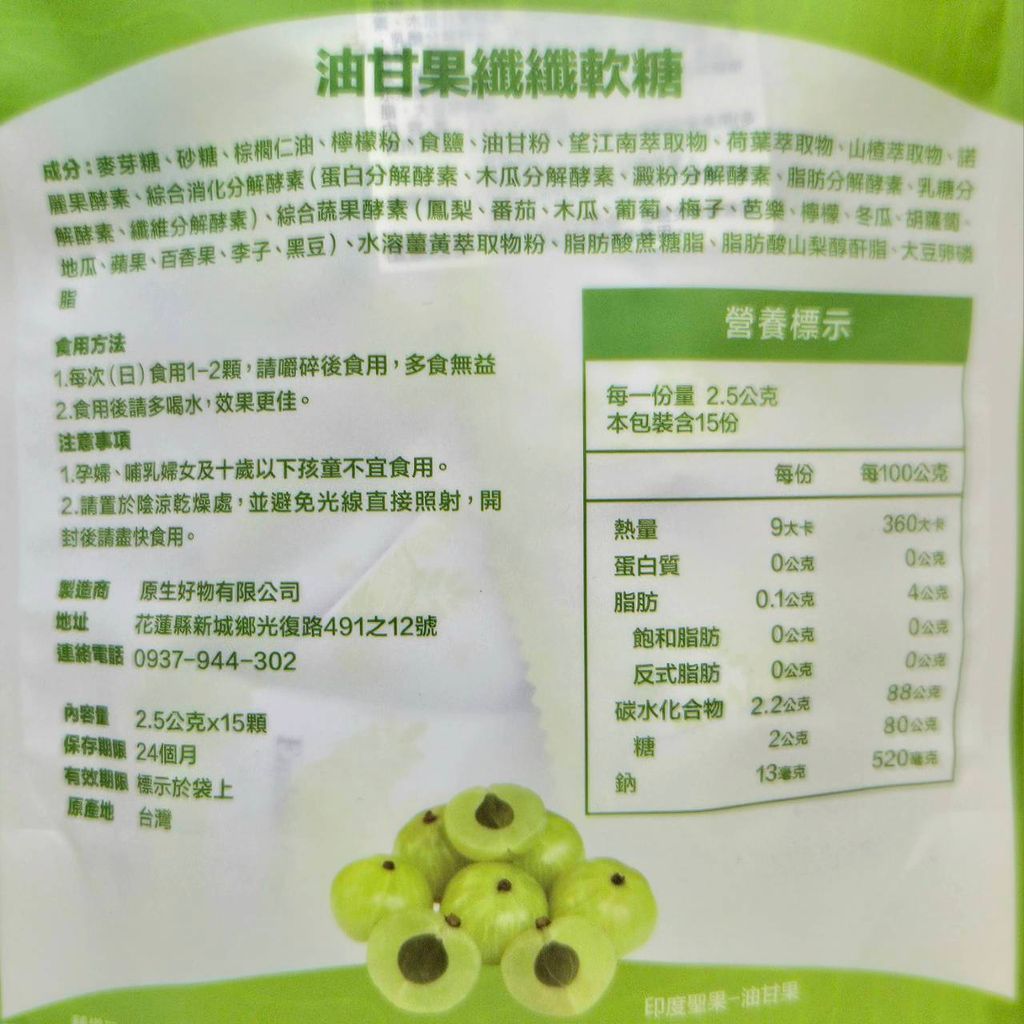 油甘果纖纖軟糖
成分：麥芽糖、砂糖、棕櫚仁油、檸檬粉、食鹽、油甘粉、望江南萃取物、荷葉萃取物、山楂萃取物、諾
麗果酵素、綜合消化分解酵素（蛋白分解酵素、木瓜分解酵素、澱粉分解酵素、脂肪分解酵素、乳糖分
解酵素、纖維分解酵素）、綜合蔬果酵素（鳳梨、番茄、木瓜、葡萄、梅子、芭樂、檸檬、冬瓜、胡蘿蔔、
地瓜、蘋果、百香果、李子、黑豆）、水溶薑黃萃取物粉、脂肪酸蔗糖脂、脂肪酸山梨醇酐脂、大豆卵磷
脂
食用方法
1.每次（日）食用1-2顆，請嚼碎後食用，多食無益
2.食用後請多喝水，效果更佳。
注意事項
1.孕婦、哺乳婦女及十歲以下孩童不宜食用。
2.請置於陰涼乾燥處，並避免光線直接照射，開
封後請盡快食用。
製造商 原生好物有限公司
地址 花蓮縣新城鄉光復路491之12號
連絡電話 0937-944-302
內容量 2.5公克x15顆
保存期限 24個月
有效期限 標示於袋上
原產地 台灣
營養標示
每一份量 2.5公克
本包裝含15份
每份 每100公克
熱量 9大卡 360大卡
蛋白質 0公克 0公克
脂肪 0.1公克 4公克
飽和脂肪 0公克 0公克
反式脂肪 0公克 0公克
碳水化合物 2.2公克 88公克
糖 2公克 80公克
鈉 13毫克 520毫克
印度聖果-油甘果